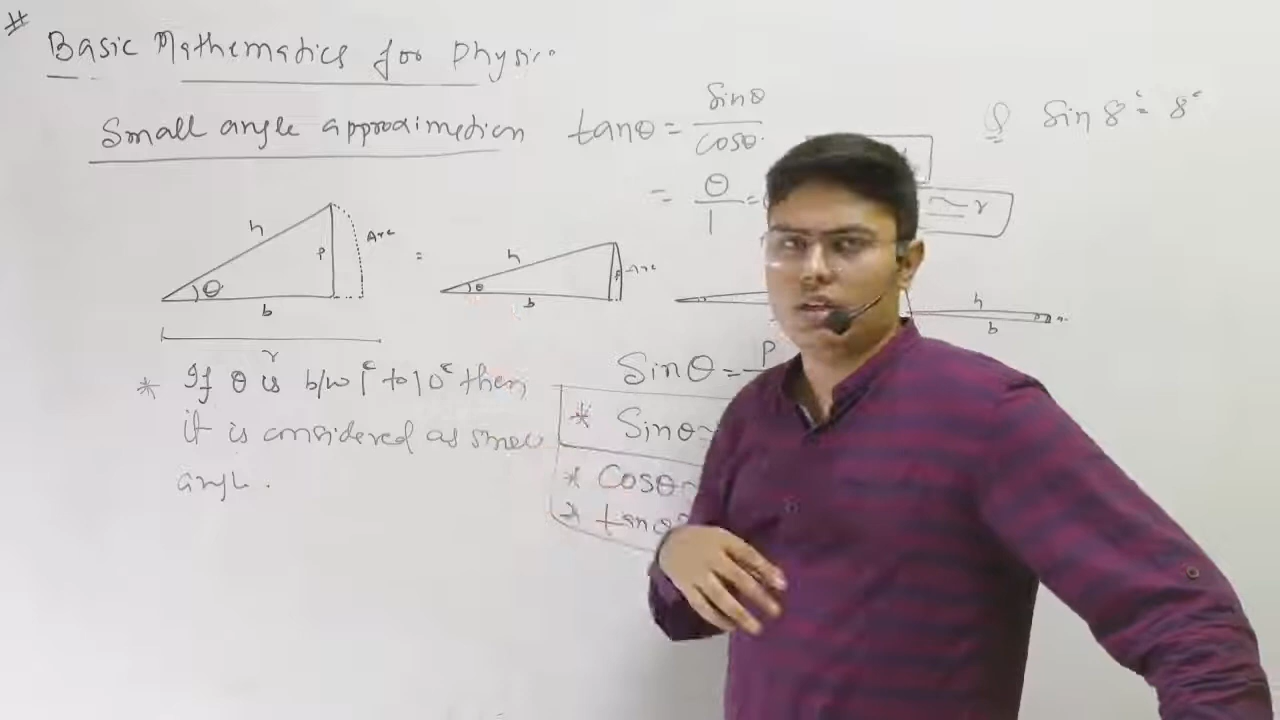 #
Basic Mathematics for Physic
Small angle approximation
tanθ = sinθ / cosθ
= θ / 1 =
≃ r
Q Sin 8° = 8°
h
p
Arc
θ
b
r
=
h
θ
b
p
Arc
h
b
* If θ is b/w 1° to 10° then
it is considered as small
angle.
Sinθ = P
* Sinθ ≃
* Cosθ ~
* tanθ